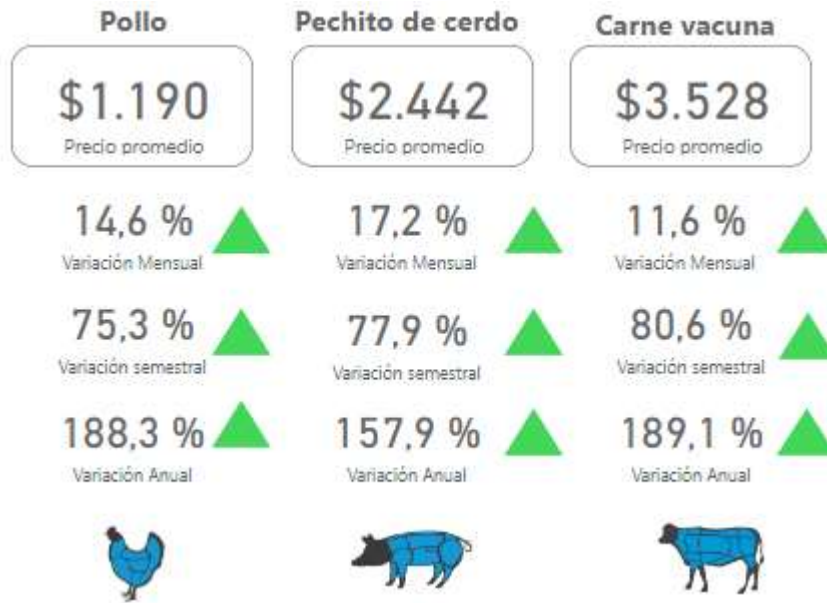 Pollo
$1.190
Precio promedio
14,6 %
Variación Mensual
75,3 %
Variación semestral
188,3 %
Variación Anual
Pechito de cerdo
$2.442
Precio promedio
17,2 %
Variación Mensual
77,9 %
Variación semestral
157,9 %
Variación Anual
Carne vacuna
$3.528
Precio promedio
11,6 %
Variación Mensual
80,6 %
Variación semestral
189,1 %
Variación Anual